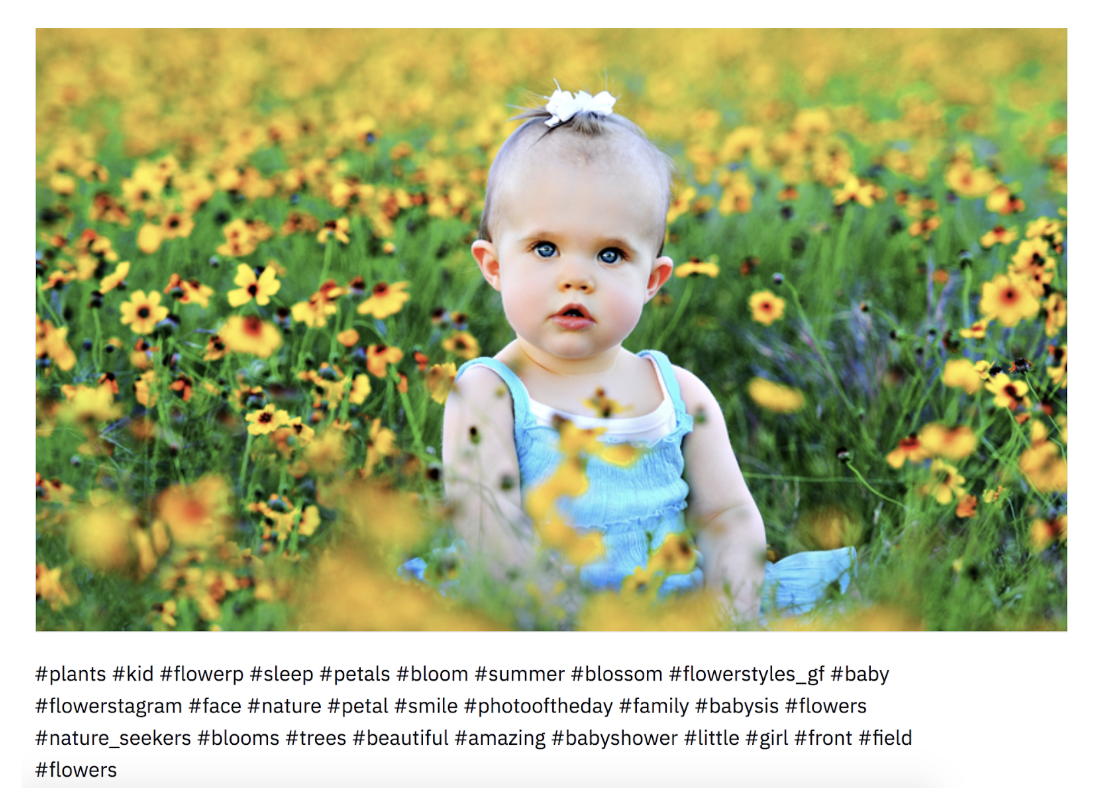 #plants #kid #flowerp #sleep #petals #bloom #summer #blossom #flowerstyles_gf #baby
#flowerstagram #face #nature #petal #smile #photooftheday #family #babysis #flowers
#nature_seekers #blooms #trees #beautiful #amazing #babyshower #little #girl #front #field
#flowers